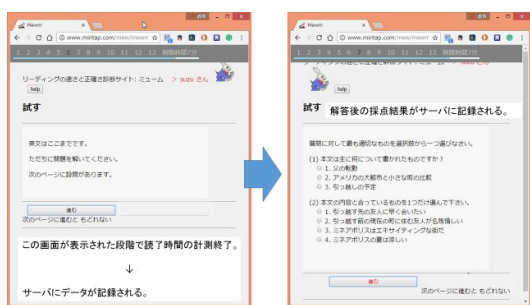 Mewm
www.mintap.com/mew/mewm
1 2 3 4 5 6 7 8 9 10 11 12 13 制限時間7分
リーディングの速さと正確さ診断サイト: ミューム > suzu さん
help
試す
英文はここまでです。
ただちに問題を解いてください。
次のページに設問があります。
進む
次のページに進むと もどれない
この画面が表示された段階で読了時間の計測終了。
↓
サーバにデータが記録される。
Mewm
www.mintap.com/mew/mewm
1 2 3 4 5 6 7 8 9 10 11 12 13 制限時間7分
help
試す 解答後の採点結果がサーバに記録される。
質問に対して最も適切なものを選択肢から一つ選びなさい。
(1) 本文は主に何について書かれたものですか?
1. 父の転勤
2. アメリカの大都市と小さな町の比較
3. 引っ越しの予定
(2) 本文の内容と合っているものを1つだけ選んで下さい。
1. 引っ越す先の友人に早く会いたい
2. 引っ越す前の現在の町に住む友人が名残惜しい
3. ミネアポリスはエキサイティングな街だ
4. ミネアポリスの夏は涼しい
進む
次のページに進むと もどれない